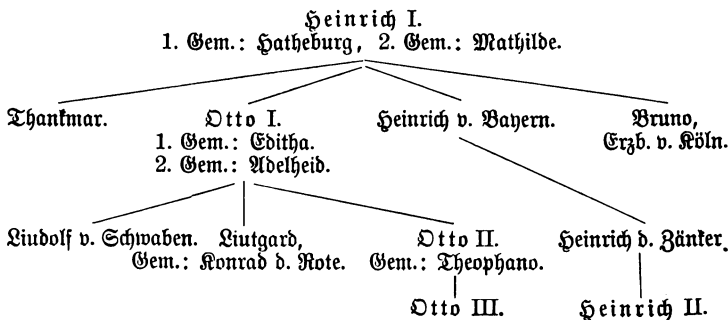 Heinrich I.
1. Gem.: Hatheburg, 2. Gem.: Mathilde.
Thankmar. Otto I. Heinrich v. Bayern. Bruno,
1. Gem.: Editha. Erzb. v. Köln.
2. Gem.: Adelheid.
Liudolf v. Schwaben. Liutgard, Otto II. Heinrich d. Zänker.
Gem.: Konrad d. Rote. Gem.: Theophano.
Otto III. Heinrich II.